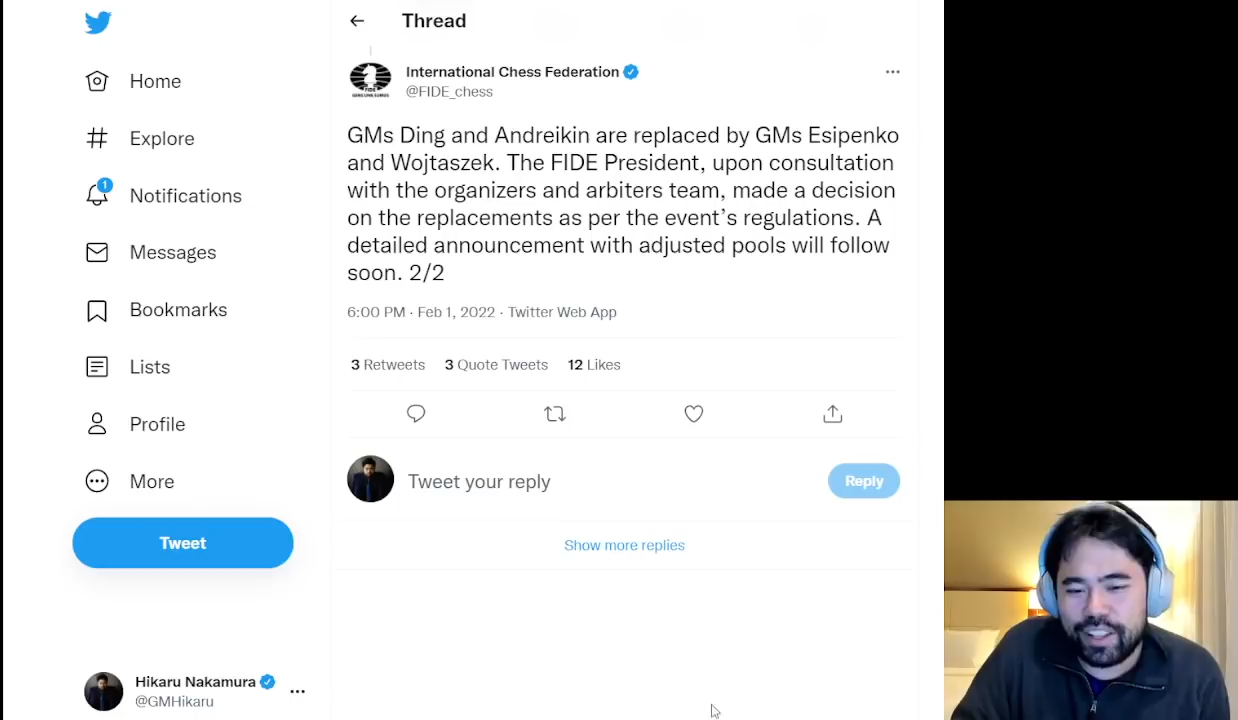 Thread
Home
Explore
1
Notifications
Messages
Bookmarks
Lists
Profile
More
Tweet
Hikaru Nakamura
@GMHikaru
International Chess Federation
@FIDE_chess
GMs Ding and Andreikin are replaced by GMs Esipenko
and Wojtaszek. The FIDE President, upon consultation
with the organizers and arbiters team, made a decision
on the replacements as per the event’s regulations. A
detailed announcement with adjusted pools will follow
soon. 2/2
6:00 PM · Feb 1, 2022 · Twitter Web App
3 Retweets 3 Quote Tweets 12 Likes
Tweet your reply
Reply
Show more replies